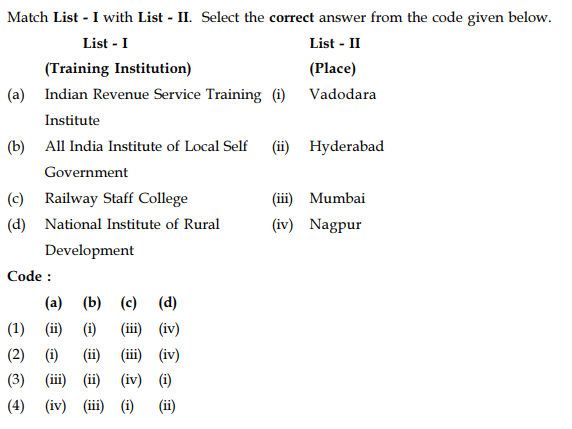 Match List - I with List - II. Select the correct answer from the code given below.
List - I List - II
(Training Institution) (Place)
(a) Indian Revenue Service Training (i) Vadodara
Institute
(b) All India Institute of Local Self (ii) Hyderabad
Government
(c) Railway Staff College (iii) Mumbai
(d) National Institute of Rural (iv) Nagpur
Development
Code :
(a) (b) (c) (d)
(1) (ii) (i) (iii) (iv)
(2) (i) (ii) (iii) (iv)
(3) (iii) (ii) (iv) (i)
(4) (iv) (iii) (i) (ii)